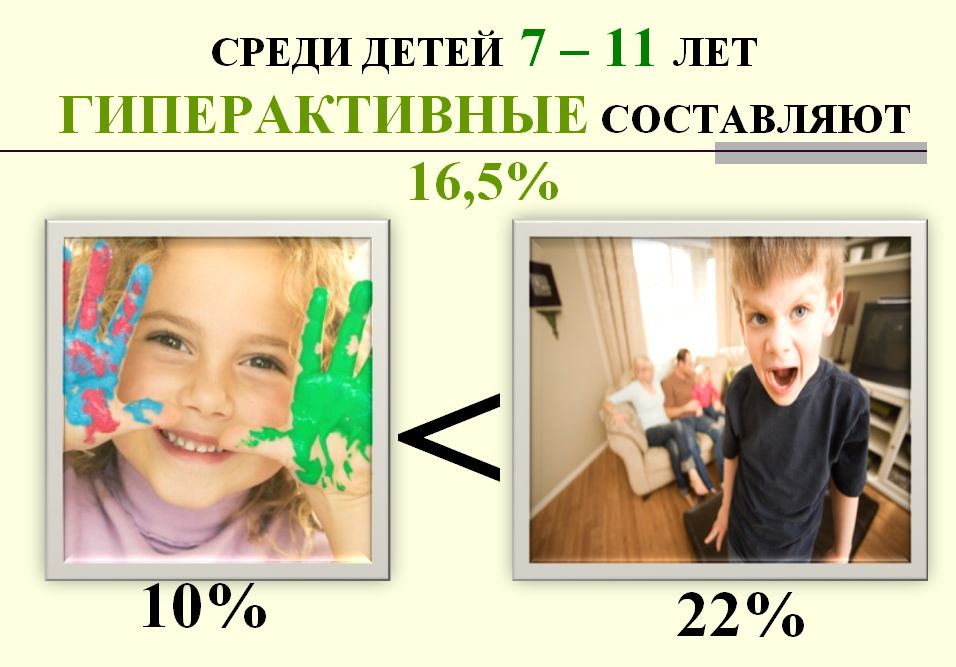 СРЕДИ ДЕТЕЙ 7 – 11 ЛЕТ
ГИПЕРАКТИВНЫЕ СОСТАВЛЯЮТ
16,5%
<
10%
22%